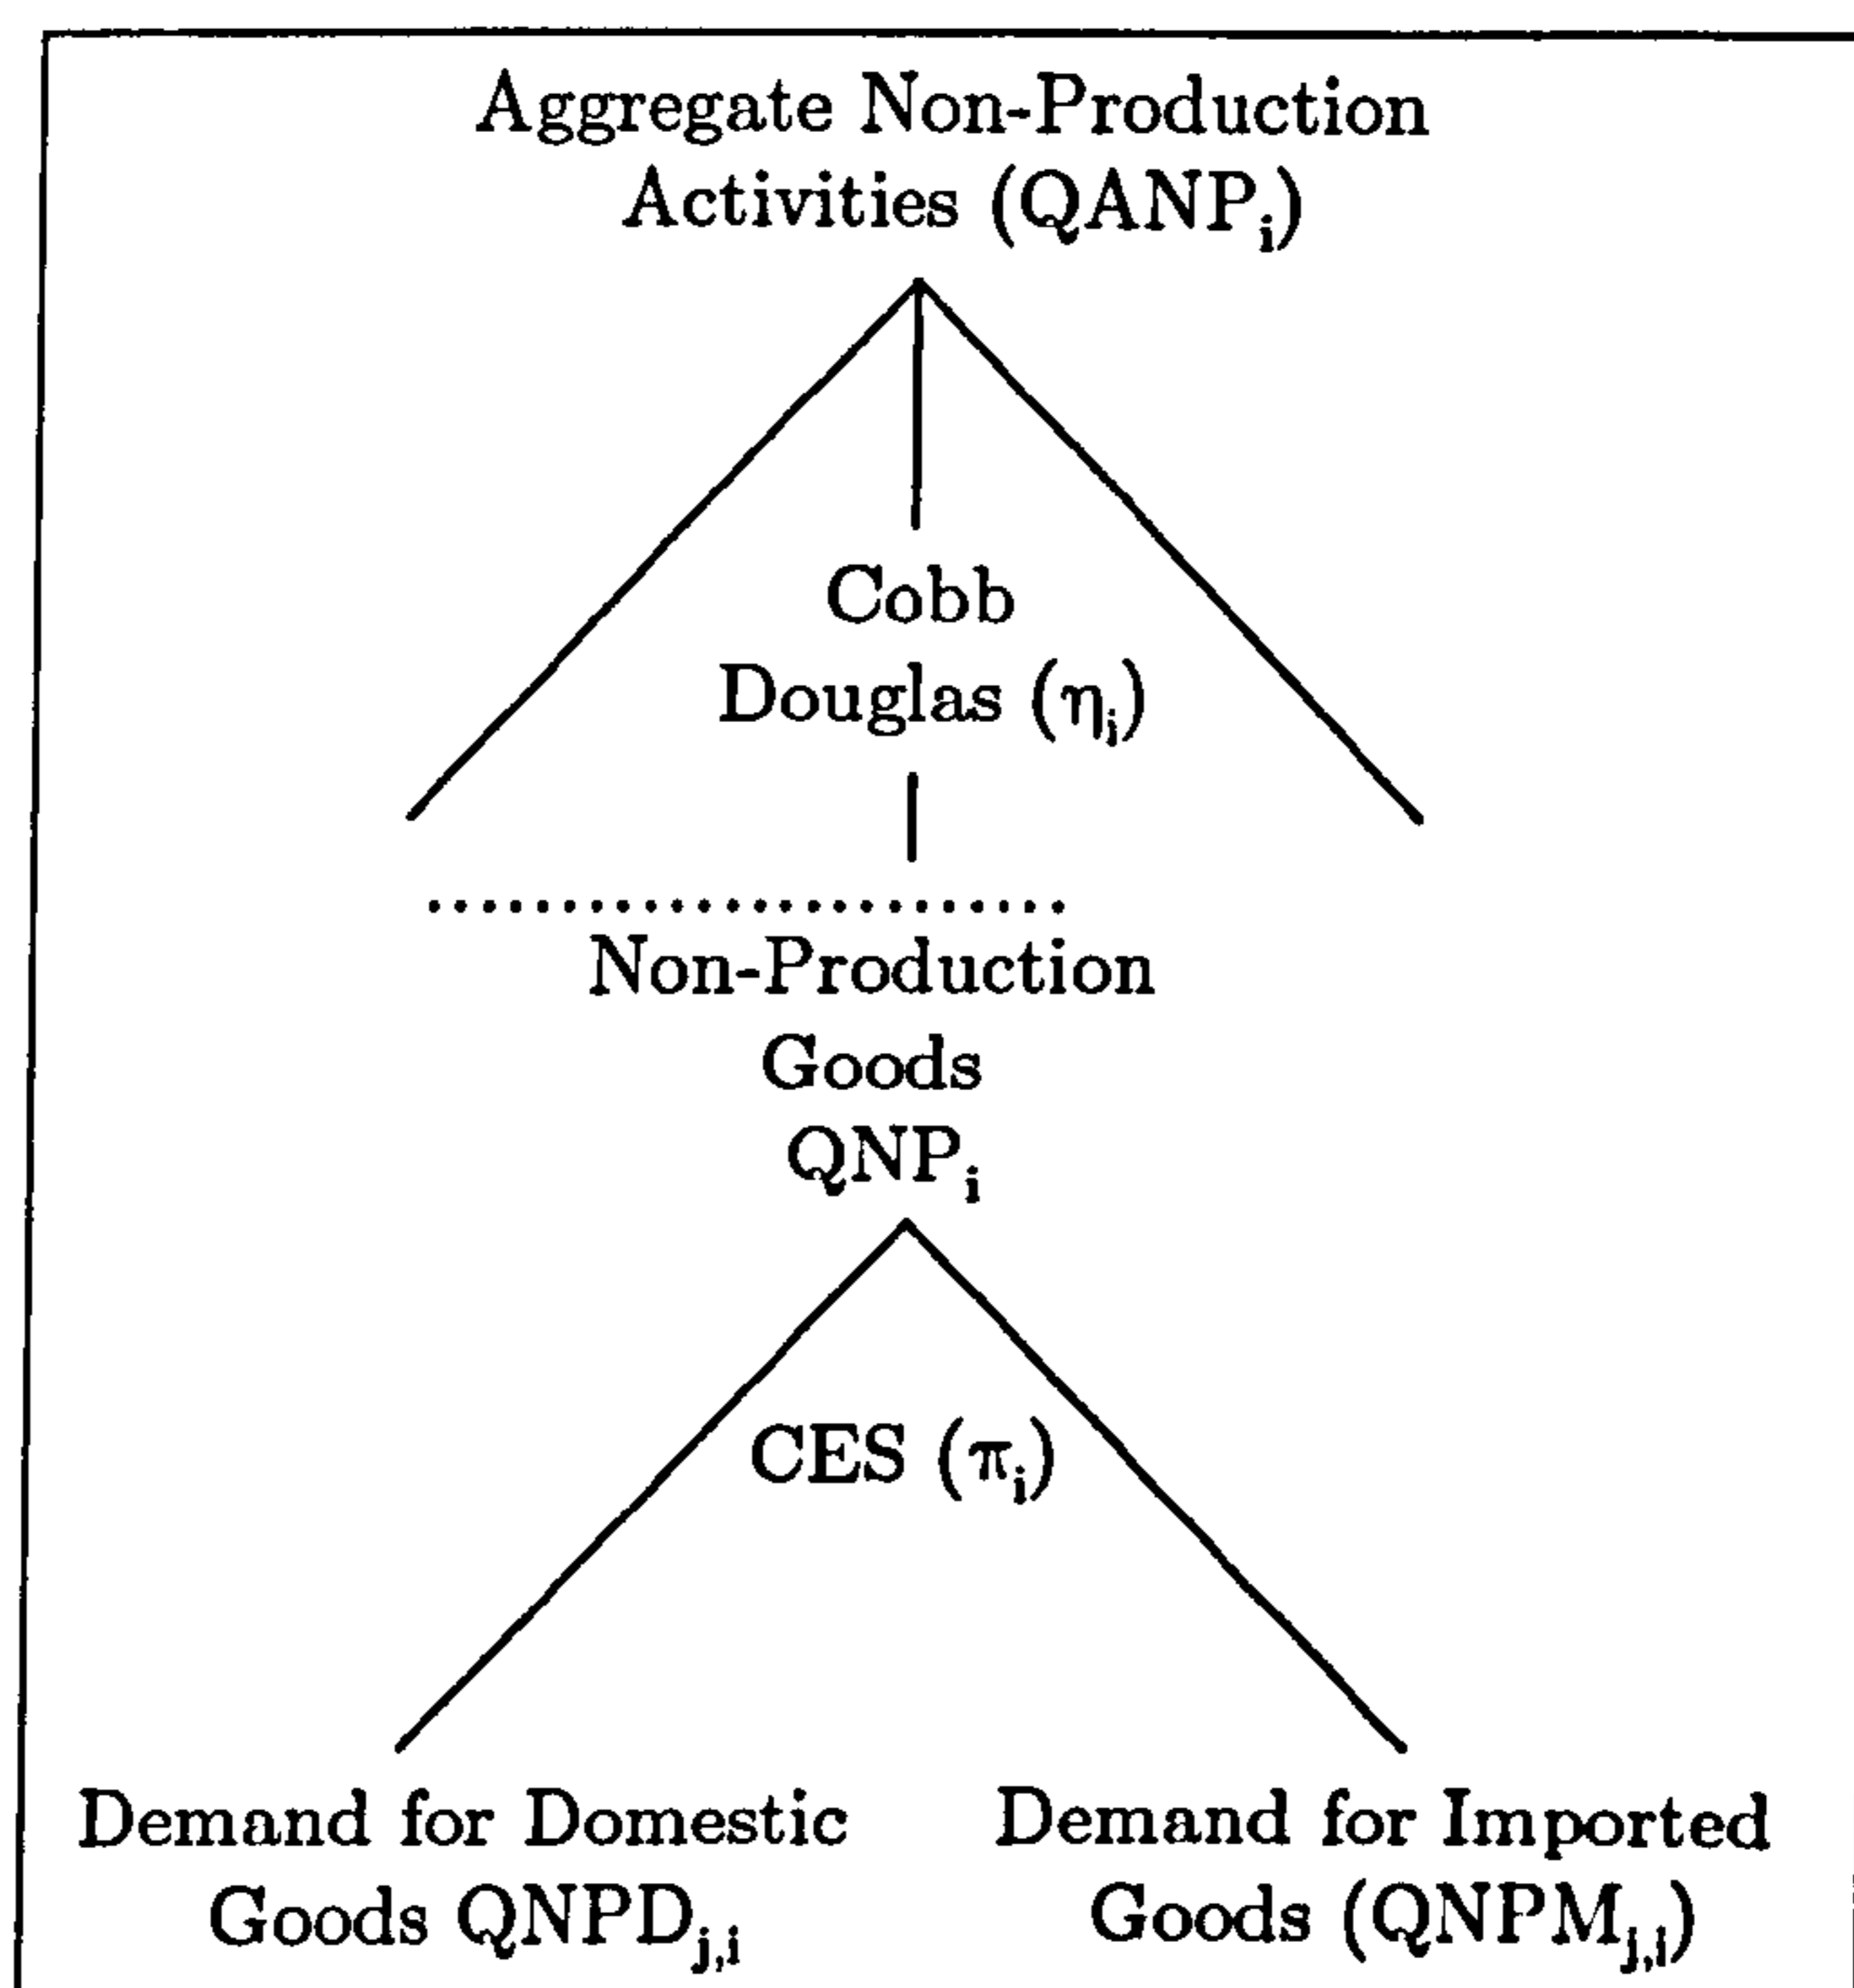 Aggregate Non-Production
Activities (QANPᵢ)
Cobb
Douglas (ηᵢ)
........................
Non-Production
Goods
QNPᵢ
CES (πᵢ)
Demand for Domestic
Goods QNPDⱼ,ᵢ
Demand for Imported
Goods (QNPMⱼ,ᵢ)